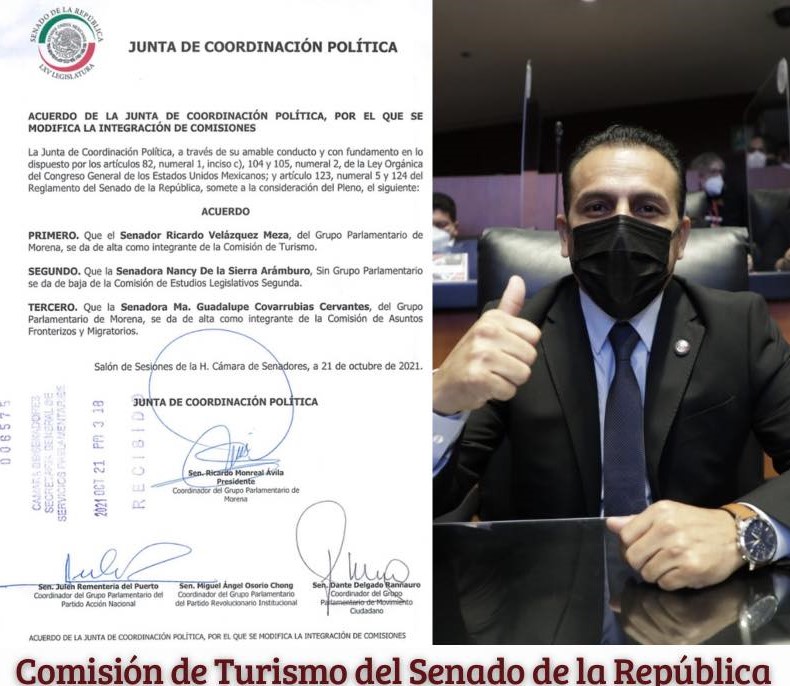 SENADO DE LA REPÚBLICA
LXV LEGISLATURA
JUNTA DE COORDINACIÓN POLÍTICA
ACUERDO DE LA JUNTA DE COORDINACIÓN POLÍTICA, POR EL QUE SE
MODIFICA LA INTEGRACIÓN DE COMISIONES
La Junta de Coordinación Política, a través de su amable conducto y con fundamento en lo
dispuesto por los artículos 82, numeral 1, inciso c), 104 y 105, numeral 2, de la Ley Orgánica
del Congreso General de los Estados Unidos Mexicanos; y artículo 123, numeral 5 y 124 del
Reglamento del Senado de la República, somete a la consideración del Pleno, el siguiente:
ACUERDO
PRIMERO. Que el Senador Ricardo Velázquez Meza, del Grupo Parlamentario de
Morena, se da de alta como integrante de la Comisión de Turismo.
SEGUNDO. Que la Senadora Nancy De la Sierra Arámburo, Sin Grupo Parlamentario
se da de baja de la Comisión de Estudios Legislativos Segunda.
TERCERO. Que la Senadora Ma. Guadalupe Covarrubias Cervantes, del Grupo
Parlamentario de Morena, se da de alta como integrante de la Comisión de Asuntos
Fronterizos y Migratorios.
Salón de Sesiones de la H. Cámara de Senadores, a 21 de octubre de 2021.
JUNTA DE COORDINACIÓN POLÍTICA
006575
CAMARA DE SENADORES
SECRETARIA GENERAL DE
SERVICIOS PARLAMENTARIOS
2021 OCT 21 PM 3 18
RECIBIDO
Sen. Ricardo Monreal Ávila
Presidente
Coordinador del Grupo Parlamentario de
Morena
Sen. Julen Rementería del Puerto
Coordinador del Grupo Parlamentario del
Partido Acción Nacional
Sen. Miguel Ángel Osorio Chong
Coordinador del Grupo Parlamentario
del Partido Revolucionario Institucional
Sen. Dante Delgado Rannauro
Coordinador del Grupo
Parlamentario de Movimiento
Ciudadano
ACUERDO DE LA JUNTA DE COORDINACIÓN POLÍTICA, POR EL QUE SE MODIFICA LA INTEGRACIÓN DE COMISIONES
Comisión de Turismo del Senado de la República